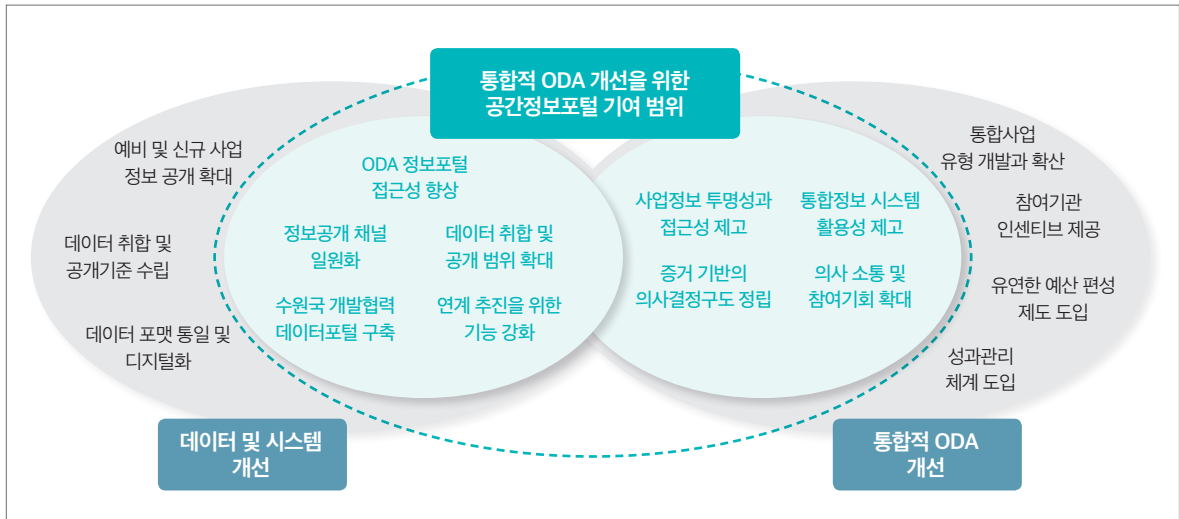 통합적 ODA 개선을 위한
공간정보포털 기여 범위
예비 및 신규 사업
정보 공개 확대
데이터 취합 및
공개기준 수립
데이터 포맷 통일 및
디지털화
ODA 정보포털
접근성 향상
정보공개 채널
일원화
데이터 취합 및
공개 범위 확대
수원국 개발협력
데이터포털 구축
연계 추진을 위한
기능 강화
사업정보 투명성과
접근성 제고
통합정보 시스템
활용성 제고
증거 기반의
의사결정구도 정립
의사 소통 및
참여기회 확대
통합사업
유형 개발과 확산
참여기관
인센티브 제공
유연한 예산 편성
제도 도입
성과관리
체계 도입
데이터 및 시스템
개선
통합적 ODA
개선